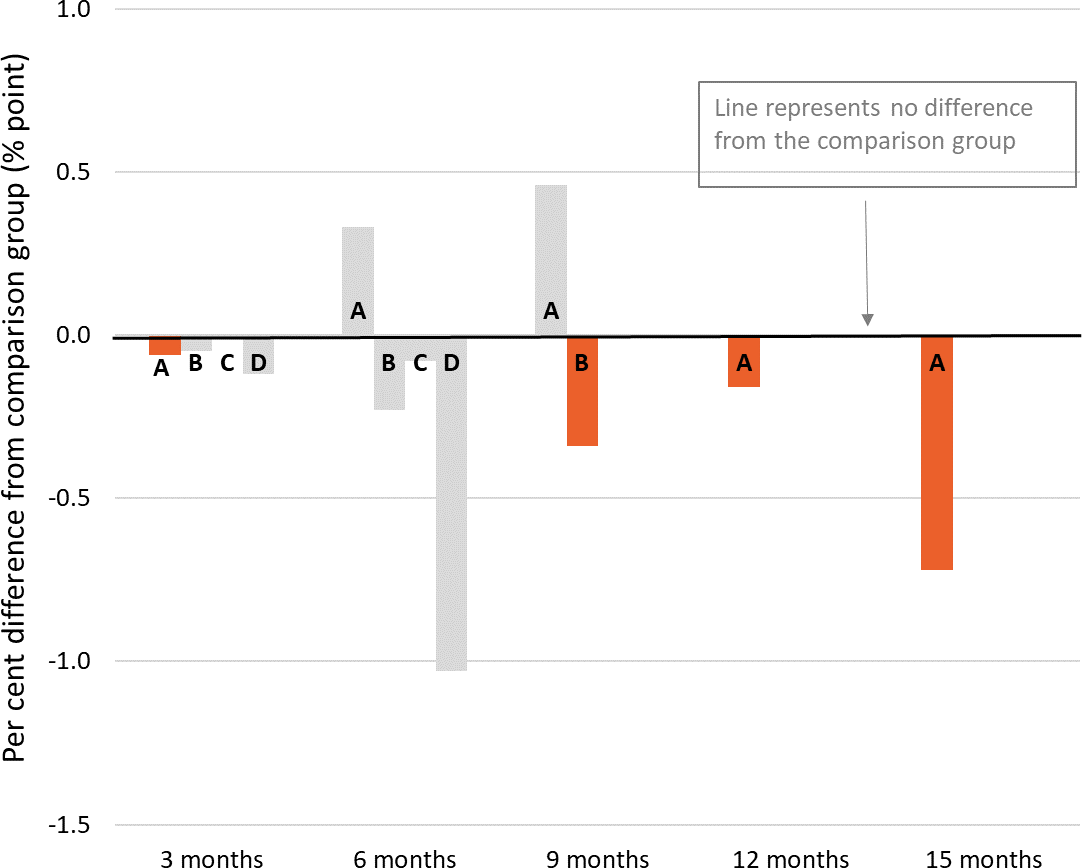 Per cent difference from comparison group (% point)
1.0
0.5
0.0
-0.5
-1.0
-1.5
Line represents no difference
from the comparison group
A B C D
A B C D
A B
A
A
3 months 6 months 9 months 12 months 15 months